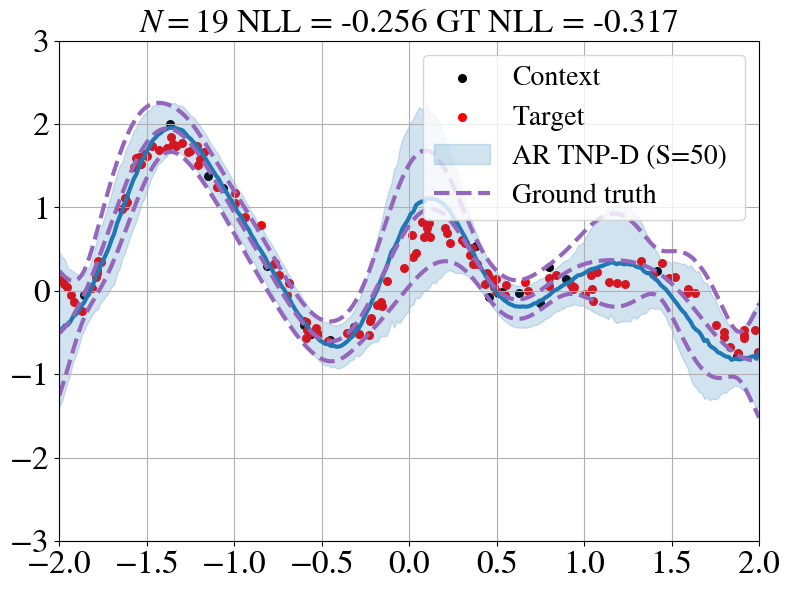 N = 19 NLL = -0.256 GT NLL = -0.317
3
2
1
0
−1
−2
−3
Context
Target
AR TNP-D (S=50)
Ground truth
−2.0 −1.5 −1.0 −0.5 0.0 0.5 1.0 1.5 2.0